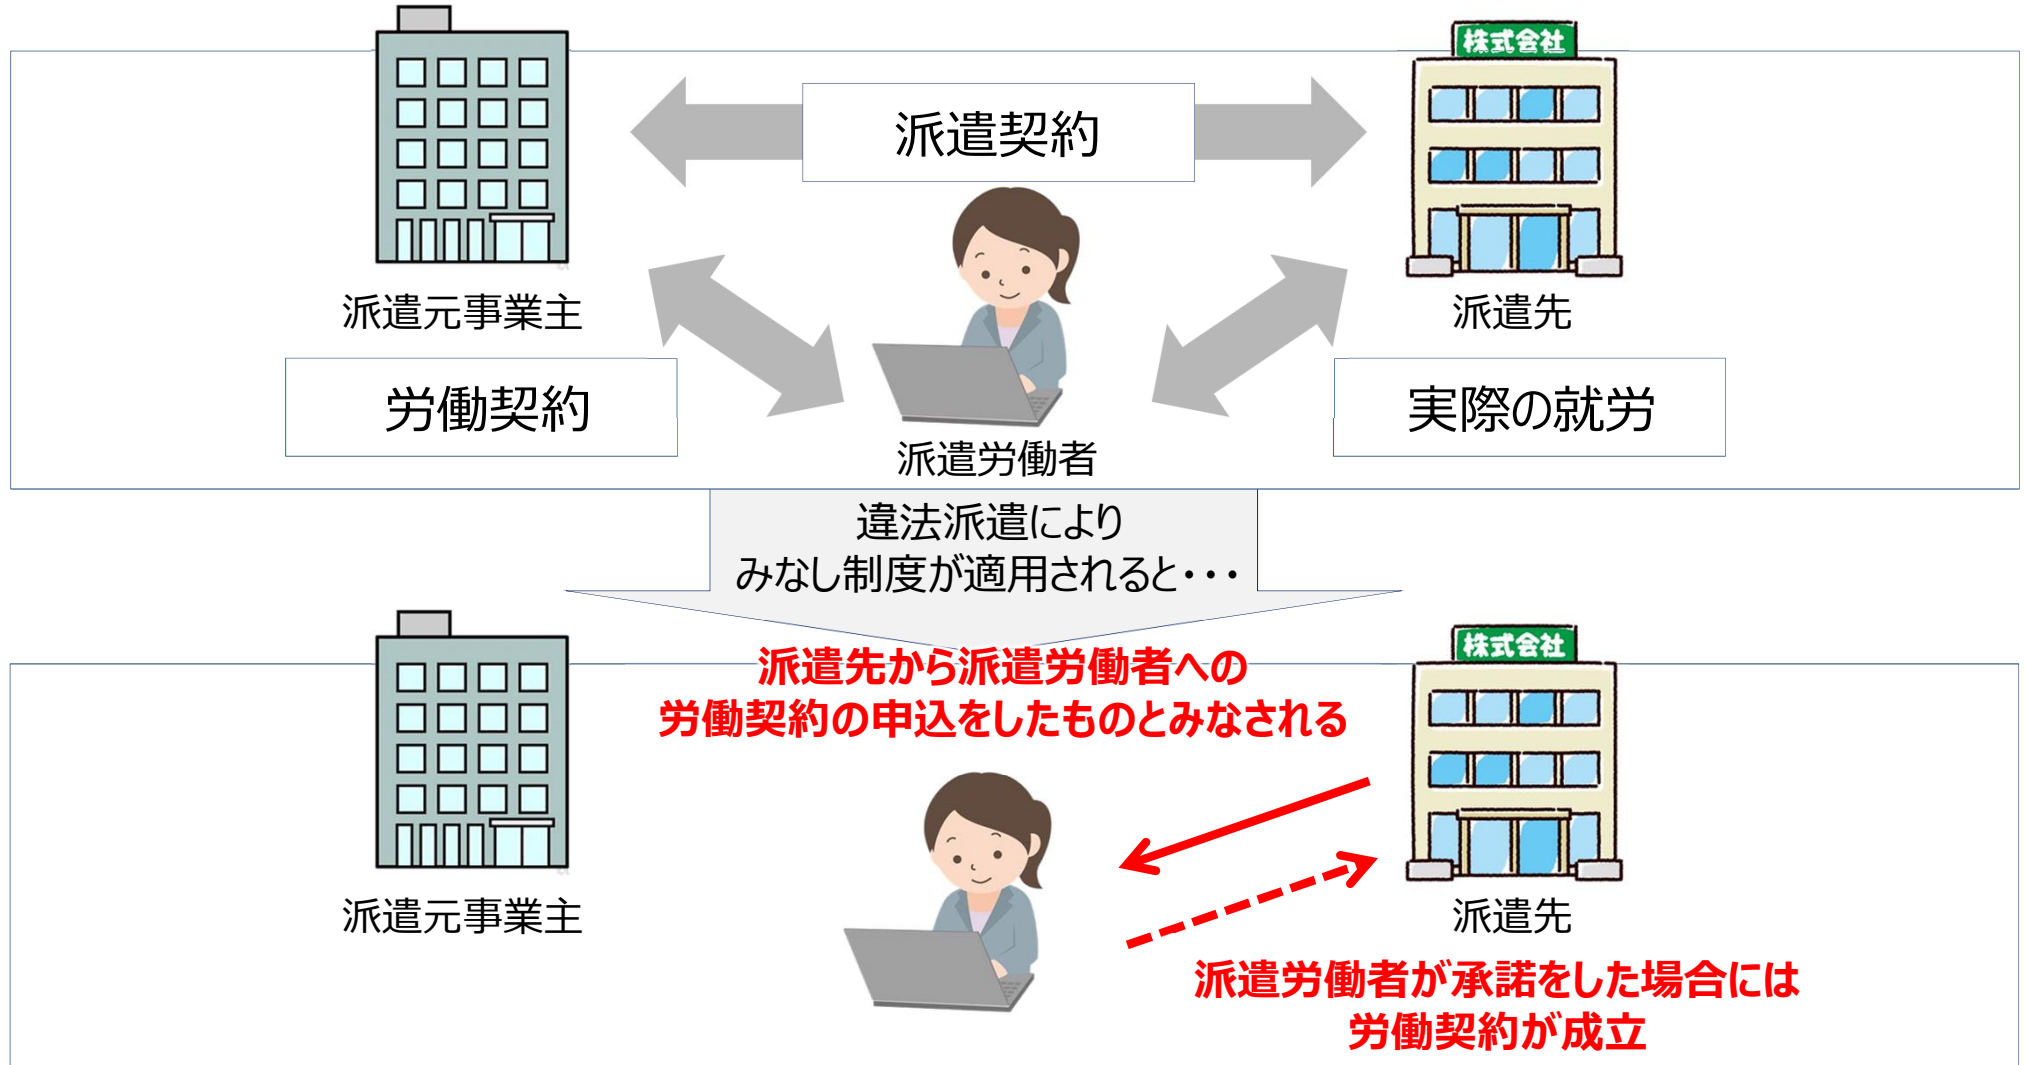 株式会社
派遣契約
派遣元事業主
派遣先
労働契約
実際の就労
派遣労働者
違法派遣により
みなし制度が適用されると・・・
派遣先から派遣労働者への
労働契約の申込をしたものとみなされる
株式会社
派遣元事業主
派遣先
派遣労働者が承諾をした場合には
労働契約が成立